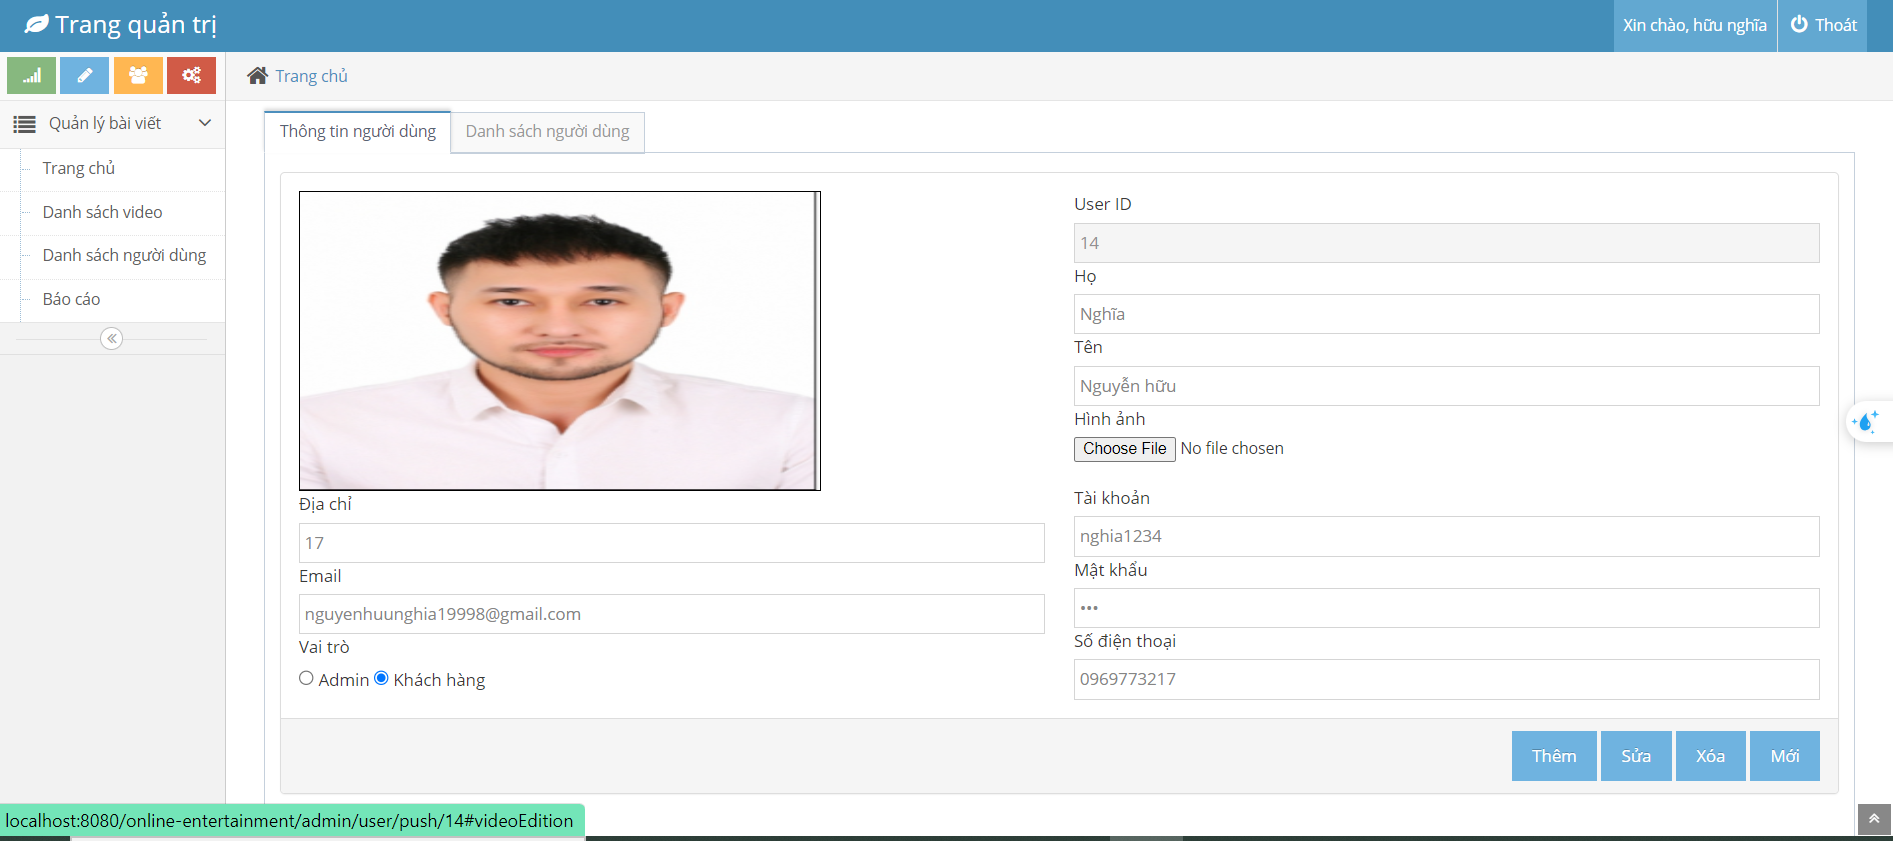 Trang quản trị
Xin chào, hữu nghĩa
Thoát
Trang chủ
Quản lý bài viết
Trang chủ
Danh sách video
Danh sách người dùng
Báo cáo
Thông tin người dùng
Danh sách người dùng
User ID
14
Họ
Nghĩa
Tên
Nguyễn hữu
Hình ảnh
Choose File No file chosen
Địa chỉ
17
Email
nguyenhuunghia19998@gmail.com
Vai trò
Admin Khách hàng
Tài khoản
nghia1234
Mật khẩu
•••
Số điện thoại
0969773217
Thêm
Sửa
Xóa
Mới
localhost:8080/online-entertainment/admin/user/push/14#videoEdition